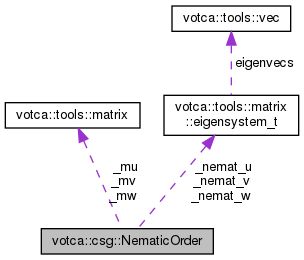 votca::tools::vec
eigenvecs
votca::tools::matrix
votca::tools::matrix
::eigensystem_t
_mu
_mv
_mw
_nemat_u
_nemat_v
_nemat_w
votca::csg::NematicOrder